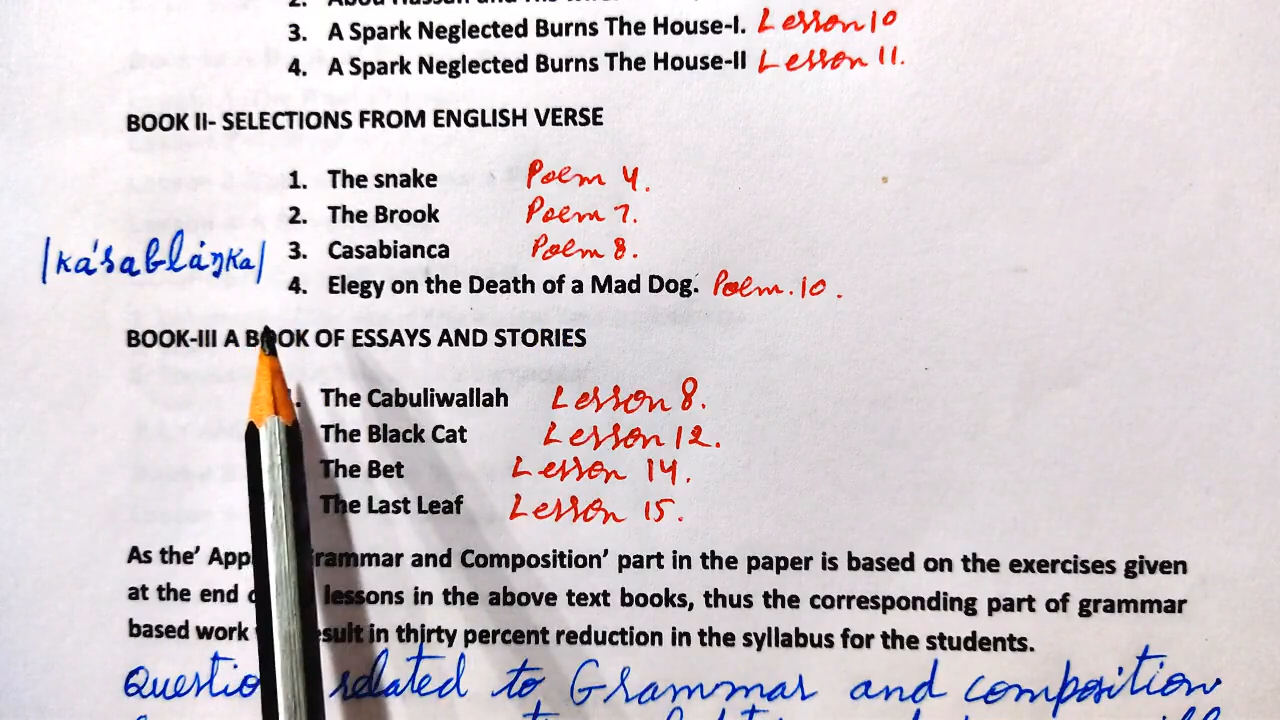 2. Abou Hassan
3. A Spark Neglected Burns The House-I. Lesson 10
4. A Spark Neglected Burns The House-II Lesson 11.
BOOK II- SELECTIONS FROM ENGLISH VERSE
1. The snake Poem 4.
2. The Brook Poem 7.
/kásablánka/ 3. Casabianca Poem 8.
4. Elegy on the Death of a Mad Dog. Poem.10.
BOOK-III A BOOK OF ESSAYS AND STORIES
The Cabuliwallah Lesson 8.
The Black Cat Lesson 12.
The Bet Lesson 14.
The Last Leaf Lesson 15.
As the' App rammar and Composition' part in the paper is based on the exercises given
at the end lessons in the above text books, thus the corresponding part of grammar
based work in thirty percent reduction in the syllabus for the students.
related to Grammar and composition